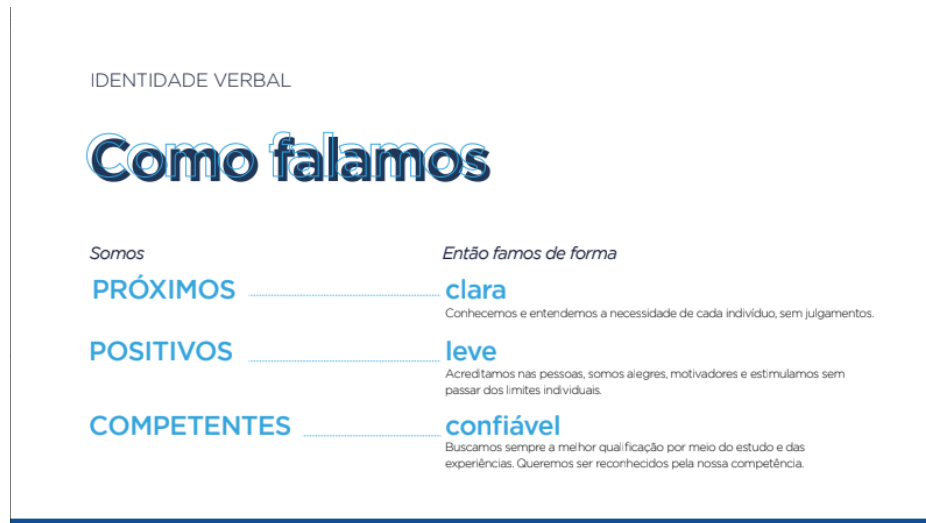 IDENTIDADE VERBAL
Como falamos
Somos
Então famos de forma
PRÓXIMOS
clara
Conhecemos e entendemos a necessidade de cada indivíduo, sem julgamentos.
POSITIVOS
leve
Acreditamos nas pessoas, somos alegres, motivadores e estimulamos sem
passar dos limites individuais.
COMPETENTES
confiável
Buscamos sempre a melhor qualificação por meio do estudo e das
experiências. Queremos ser reconhecidos pela nossa competência.